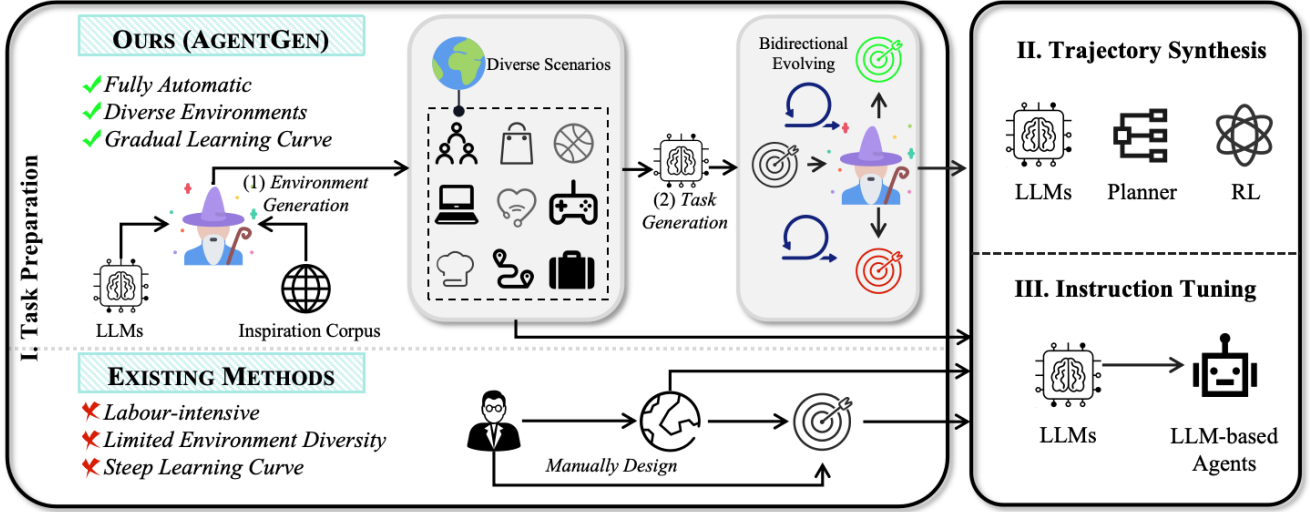 I. Task Preparation
OURS (AGENTGEN)
Fully Automatic
Diverse Environments
Gradual Learning Curve
(1) Environment
Generation
LLMs
Inspiration Corpus
Diverse Scenarios
(2) Task
Generation
Bidirectional
Evolving
EXISTING METHODS
Labour-intensive
Limited Environment Diversity
Steep Learning Curve
Manually Design
II. Trajectory Synthesis
LLMs
Planner
RL
III. Instruction Tuning
LLMs
LLM-based
Agents